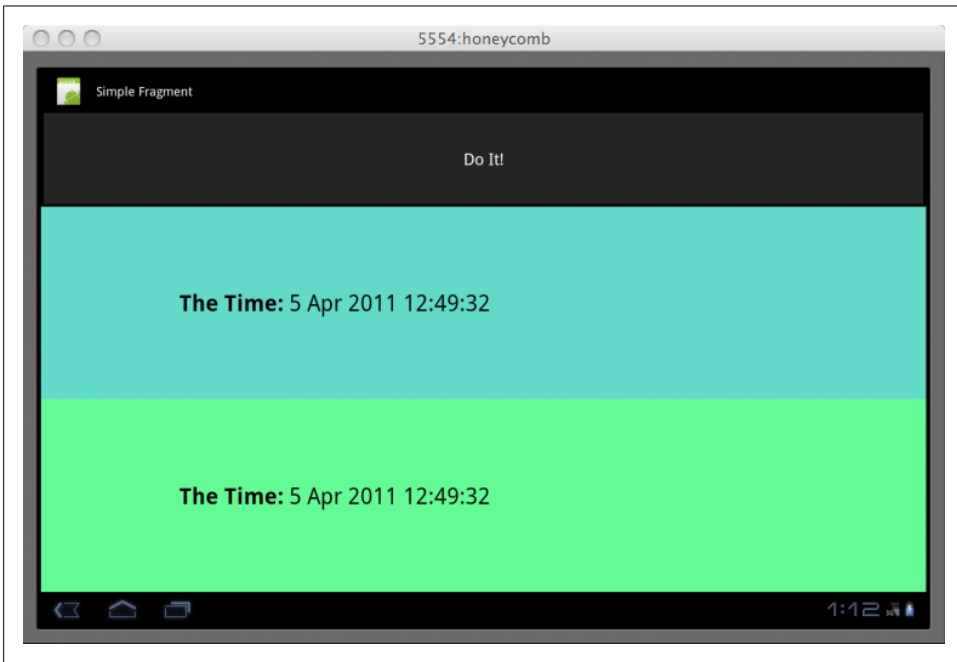 5554:honeycomb
Simple Fragment
Do It!
The Time: 5 Apr 2011 12:49:32
The Time: 5 Apr 2011 12:49:32
1:12